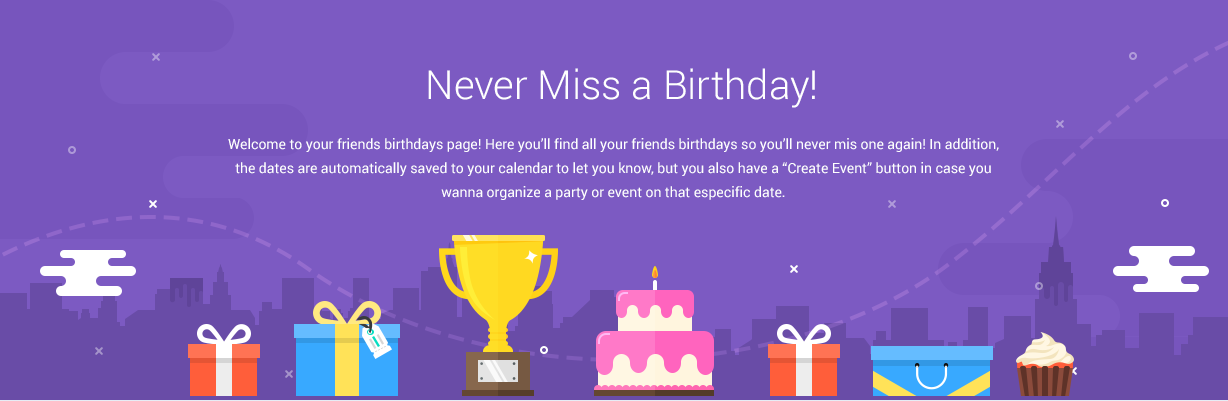 Never Miss a Birthday!
Welcome to your friends birthdays page! Here you'll find all your friends birthdays so you'll never mis one again! In addition,
the dates are automatically saved to your calendar to let you know, but you also have a “Create Event” button in case you
wanna organize a party or event on that especific date.